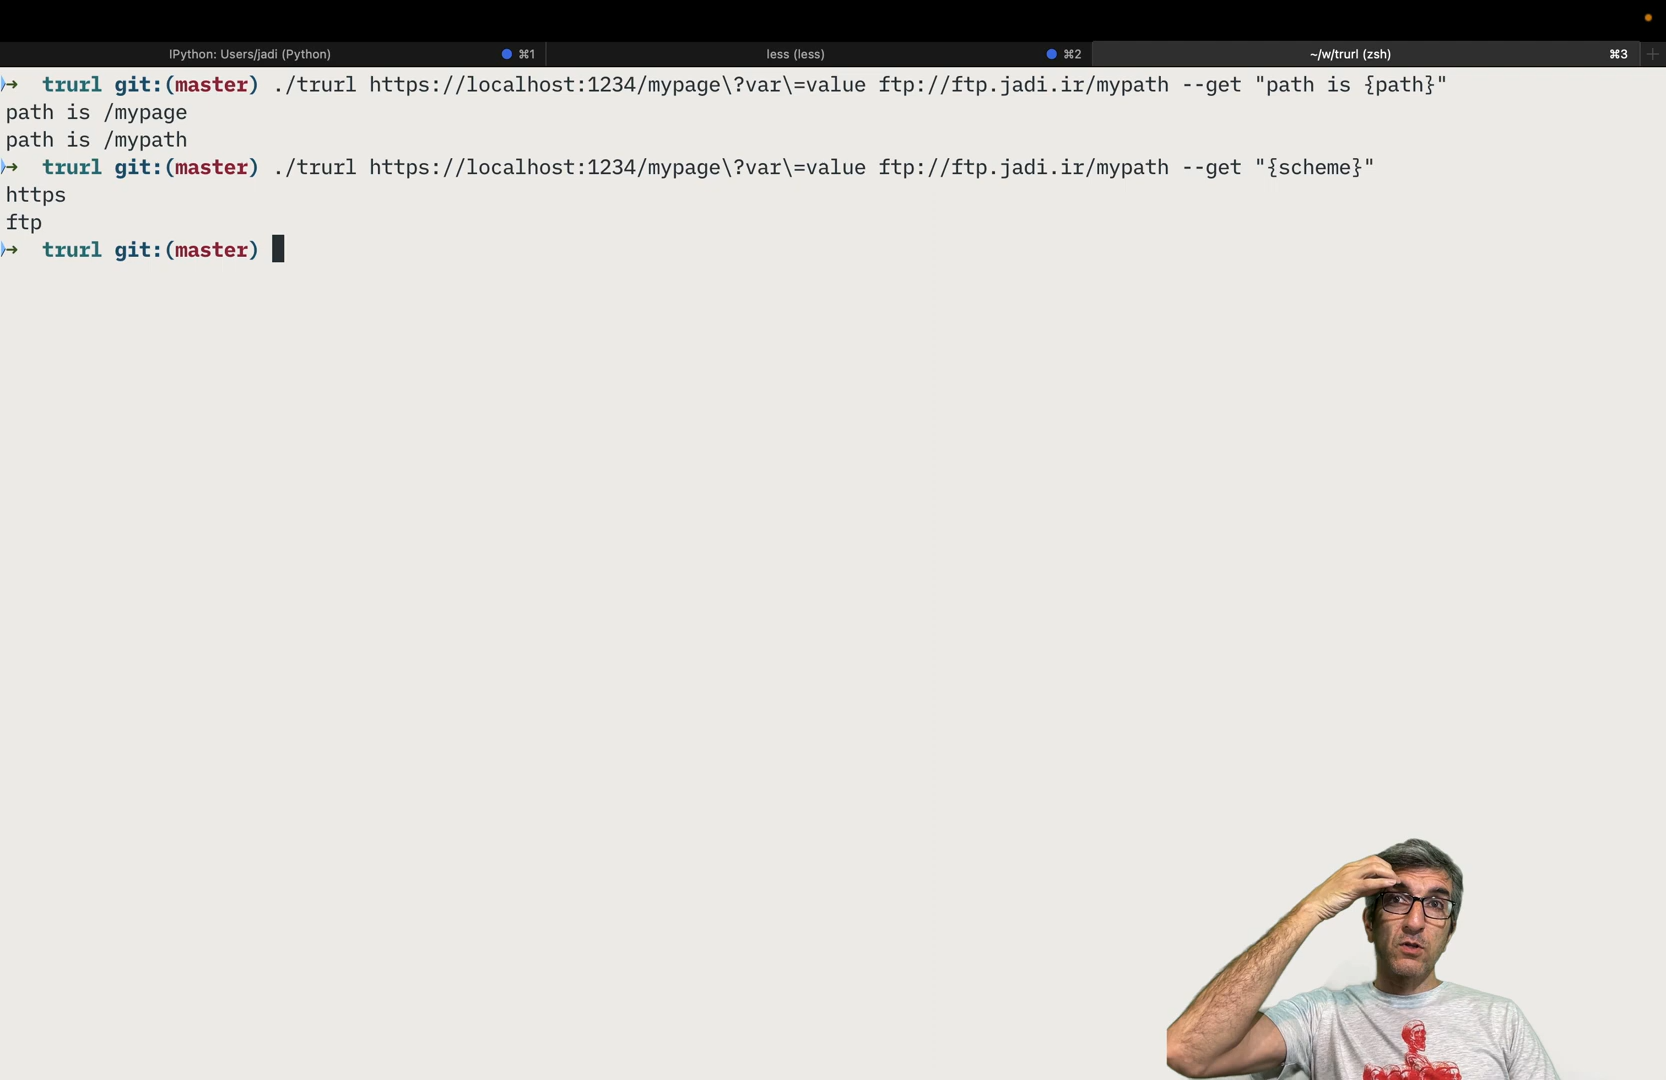 IPython: Users/jadi (Python) ⌘1 less (less) ⌘2 ~/w/trurl (zsh) ⌘3 +
→ trurl git:(master) ./trurl https://localhost:1234/mypage\?var\=value ftp://ftp.jadi.ir/mypath --get "path is {path}"
path is /mypage
path is /mypath
→ trurl git:(master) ./trurl https://localhost:1234/mypage\?var\=value ftp://ftp.jadi.ir/mypath --get "{scheme}"
https
ftp
→ trurl git:(master)